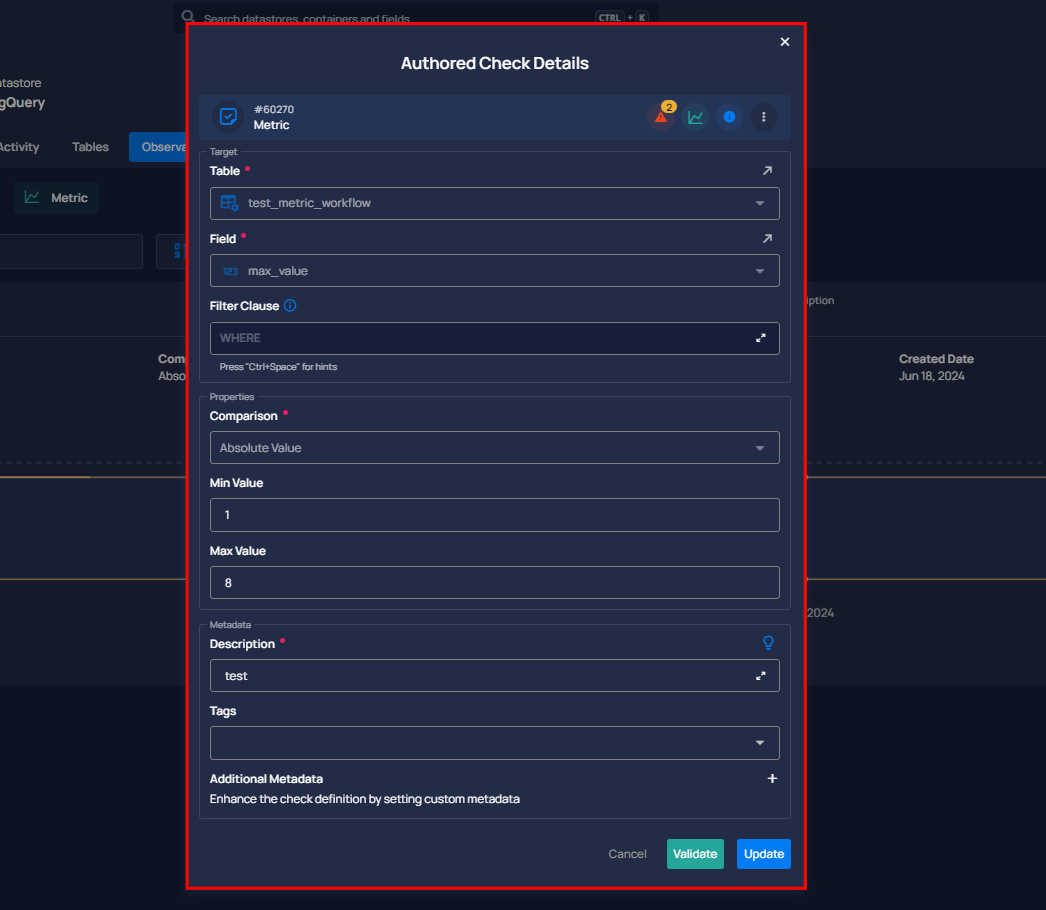 Search datastores, containers and fields CTRL + K
Authored Check Details
atastore
gQuery
#60270
Metric
2
Activity Tables Observa
Metric
Target
Table
test_metric_workflow
Field
123 max_value
Filter Clause
WHERE
Press "Ctrl+Space" for hints
ption
Com
Abso
Created Date
Jun 18, 2024
Properties
Comparison
Absolute Value
Min Value
1
Max Value
8
2024
Metadata
Description
test
Tags
Additional Metadata
Enhance the check definition by setting custom metadata
Cancel Validate Update